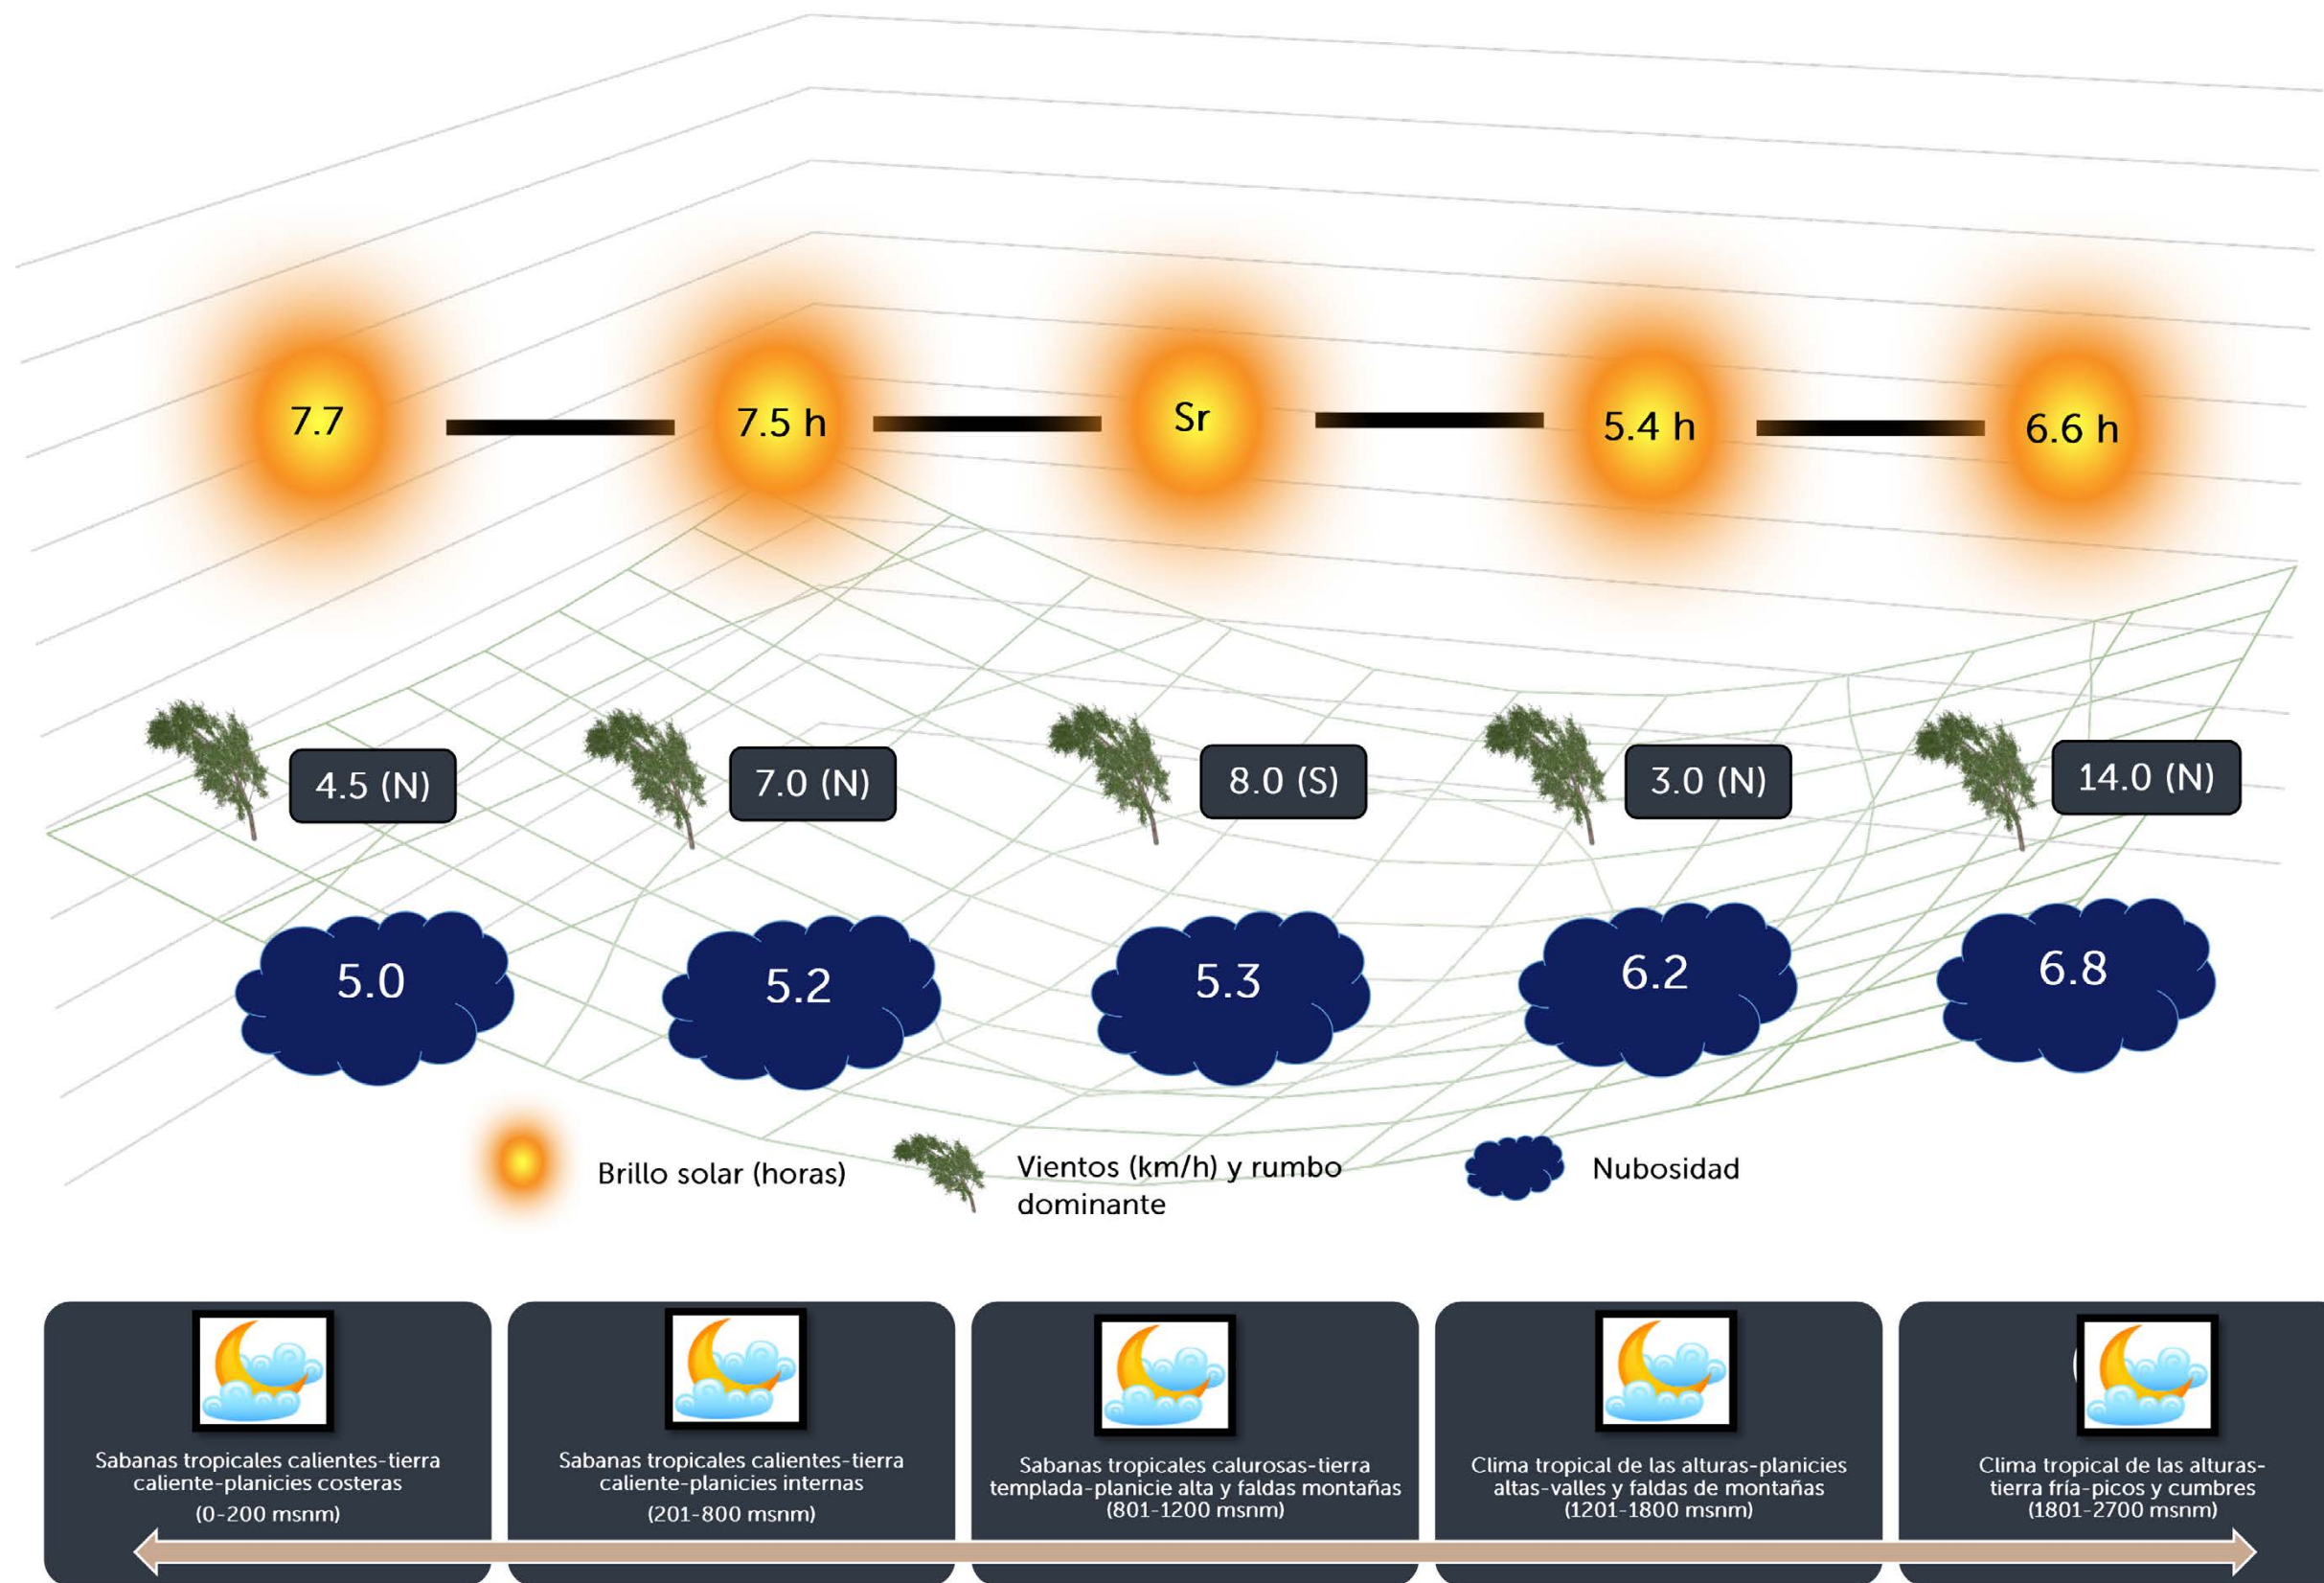 7.7
7.5 h
Sr
5.4 h
6.6 h
4.5 (N)
7.0 (N)
8.0 (S)
3.0 (N)
14.0 (N)
5.0
5.2
5.3
6.2
6.8
Brillo solar (horas)
Vientos (km/h) y rumbo
dominante
Nubosidad
Sabanas tropicales calientes-tierra
caliente-planicies costeras
(0-200 msnm)
Sabanas tropicales calientes-tierra
caliente-planicies internas
(201-800 msnm)
Sabanas tropicales calurosas-tierra
templada-planicie alta y faldas montañas
(801-1200 msnm)
Clima tropical de las alturas-planicies
altas-valles y faldas de montañas
(1201-1800 msnm)
Clima tropical de las alturas-
tierra fría-picos y cumbres
(1801-2700 msnm)